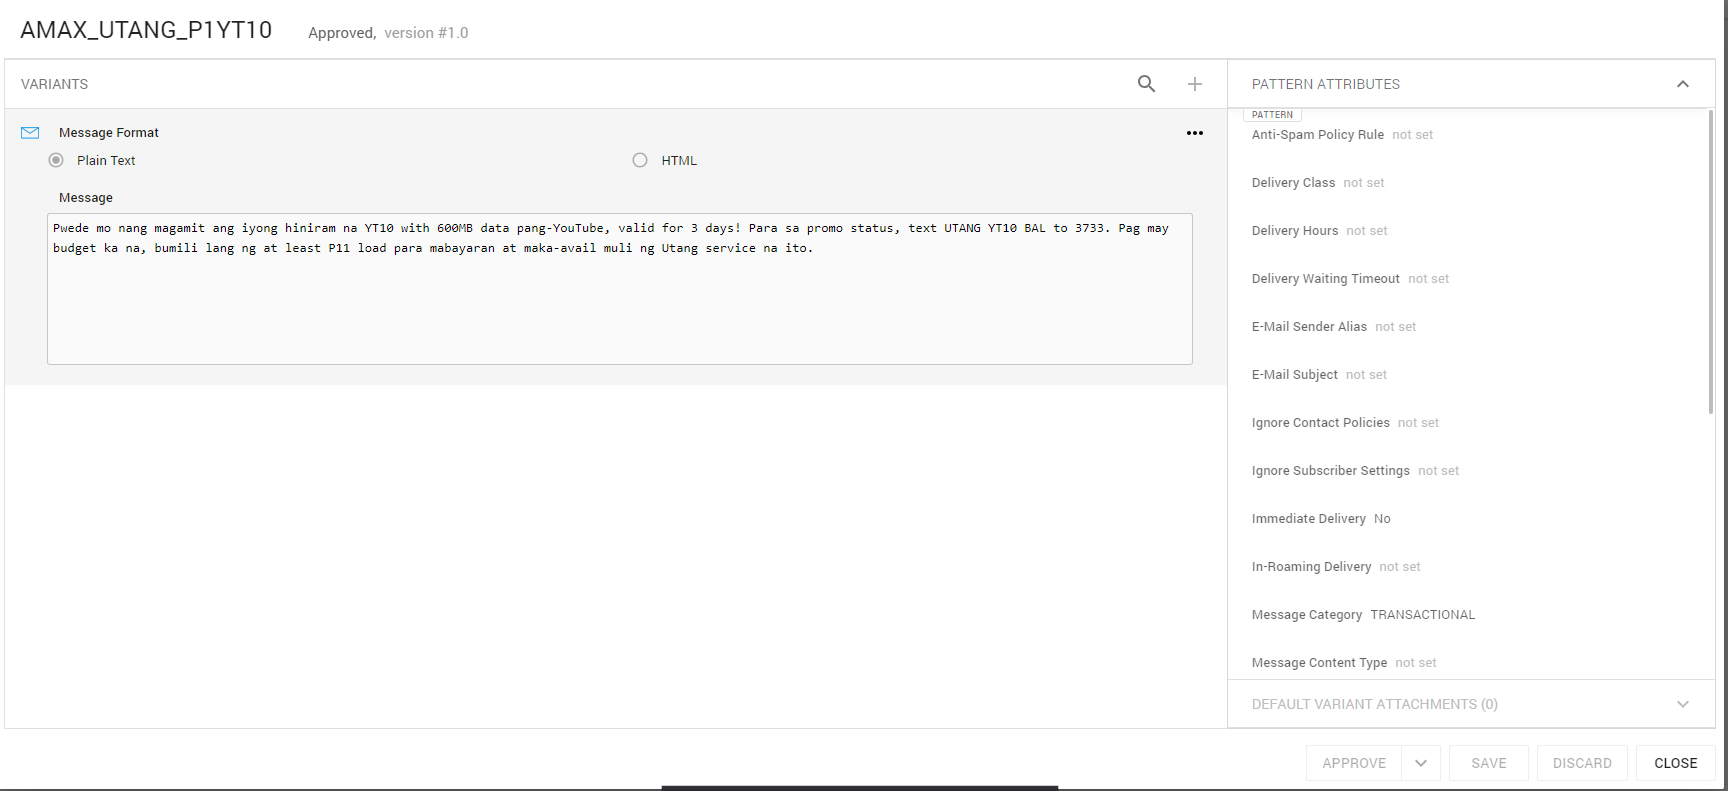 AMAX_UTANG_P1YT10 Approved, version #1.0
VARIANTS
Message Format
Plain Text HTML
Message
Pwede mo nang magamit ang iyong hiniram na YT10 with 600MB data pang-YouTube, valid for 3 days! Para sa promo status, text UTANG YT10 BAL to 3733. Pag may
budget ka na, bumili lang ng at least P11 load para mabayaran at maka-avail muli ng Utang service na ito.
PATTERN ATTRIBUTES
PATTERN
Anti-Spam Policy Rule not set
Delivery Class not set
Delivery Hours not set
Delivery Waiting Timeout not set
E-Mail Sender Alias not set
E-Mail Subject not set
Ignore Contact Policies not set
Ignore Subscriber Settings not set
Immediate Delivery No
In-Roaming Delivery not set
Message Category TRANSACTIONAL
Message Content Type not set
DEFAULT VARIANT ATTACHMENTS (0)
APPROVE SAVE DISCARD CLOSE